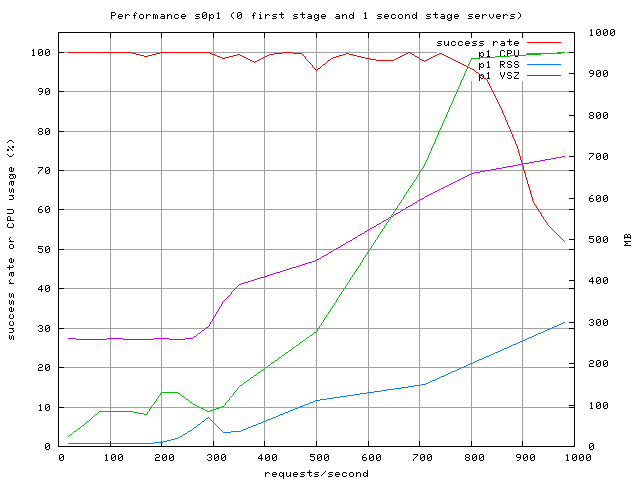 Performance s0p1 (0 first stage and 1 second stage servers)
success rate
p1 CPU
p1 RSS
p1 VSZ
success rate or CPU usage (%)
100
90
80
70
60
50
40
30
20
10
0
1000
900
800
700
600
500
400
300
200
100
0
MB
0 100 200 300 400 500 600 700 800 900 1000
requests/second